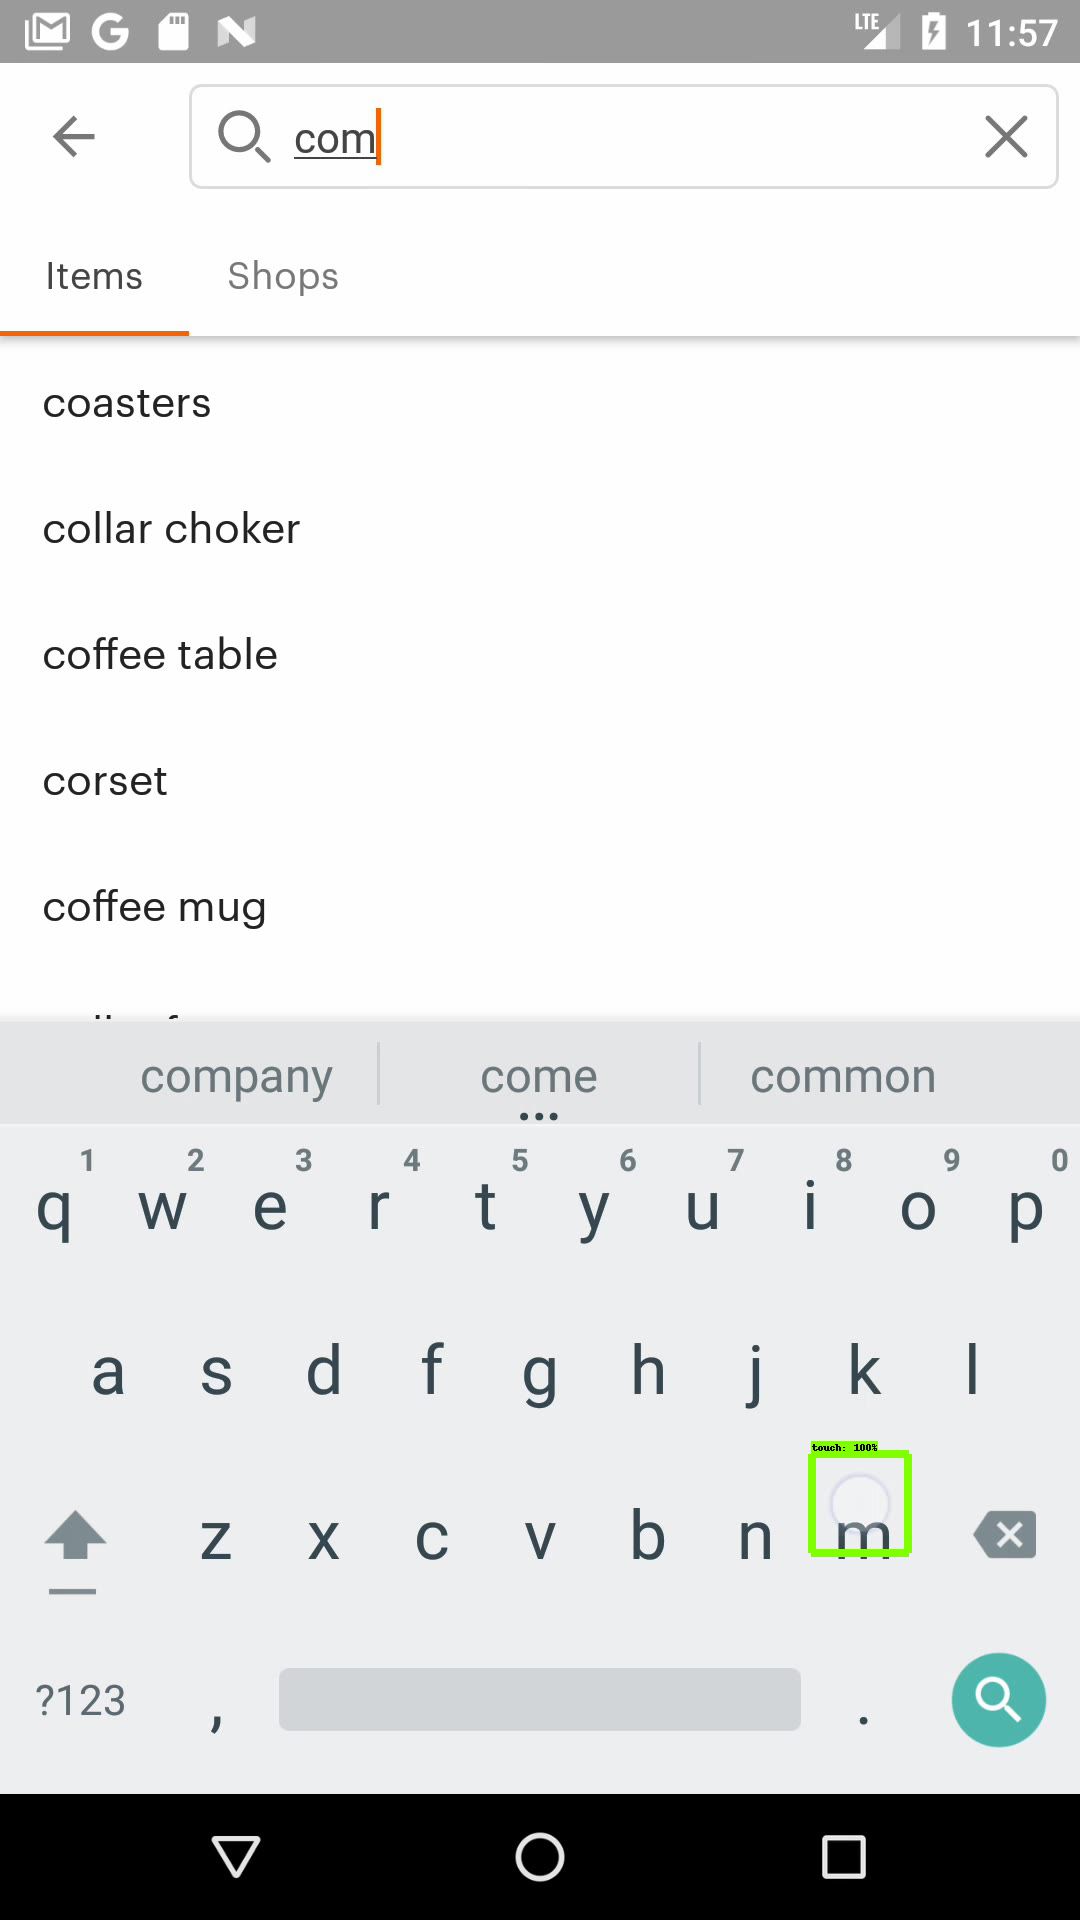 LTE 11:57
com
Items Shops
coasters
collar choker
coffee table
corset
coffee mug
company come common
1 2 3 4 5 6 7 8 9 0
q w e r t y u i o p
a s d f g h j k l
touch: 100%
z x c v b n m
?123 , .